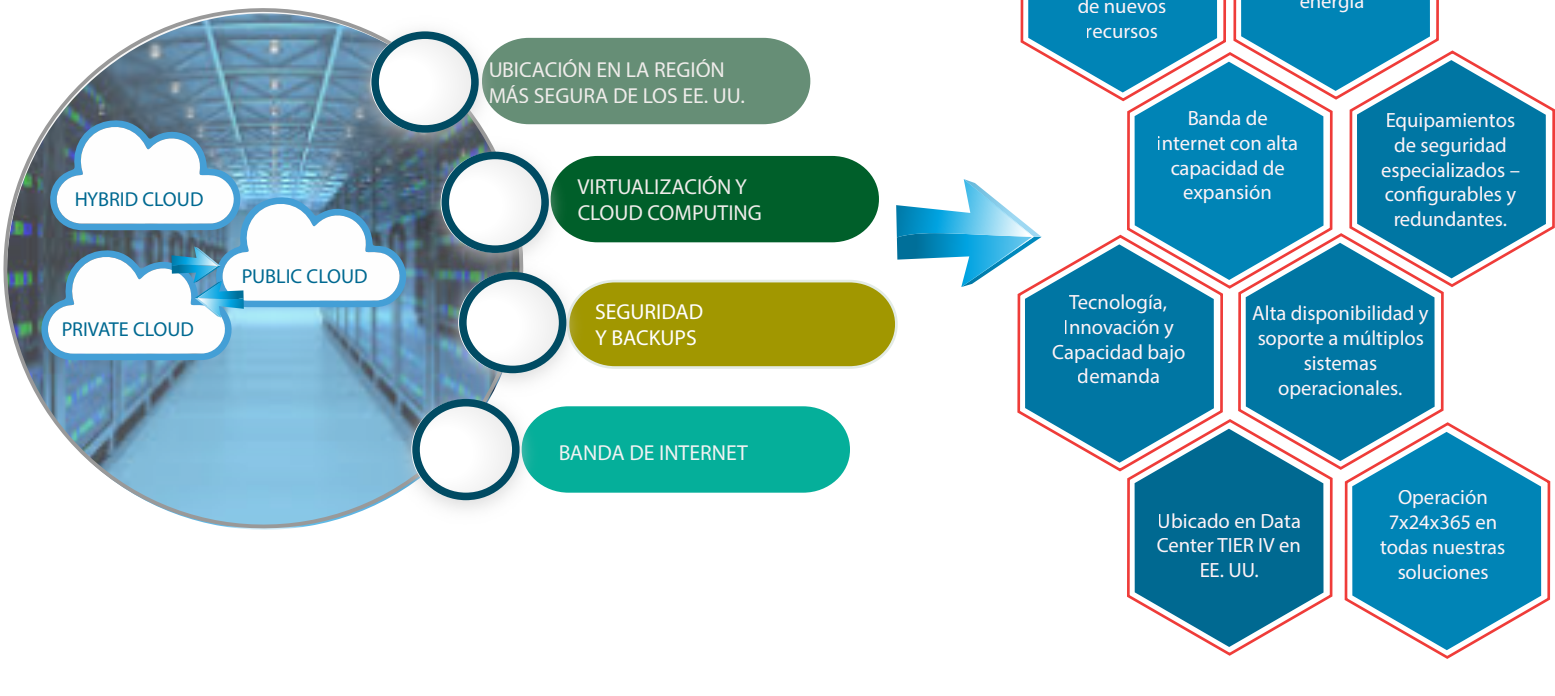 HYBRID CLOUD
PUBLIC CLOUD
PRIVATE CLOUD
UBICACIÓN EN LA REGIÓN
MÁS SEGURA DE LOS EE. UU.
VIRTUALIZACIÓN Y
CLOUD COMPUTING
SEGURIDAD
Y BACKUPS
BANDA DE INTERNET
de nuevos
recursos
energía
Banda de
internet con alta
capacidad de
expansión
Equipamientos
de seguridad
especializados –
configurables y
redundantes.
Tecnología,
Innovación y
Capacidad bajo
demanda
Alta disponibilidad y
soporte a múltiplos
sistemas
operacionales.
Ubicado en Data
Center TIER IV en
EE. UU.
Operación
7x24x365 en
todas nuestras
soluciones